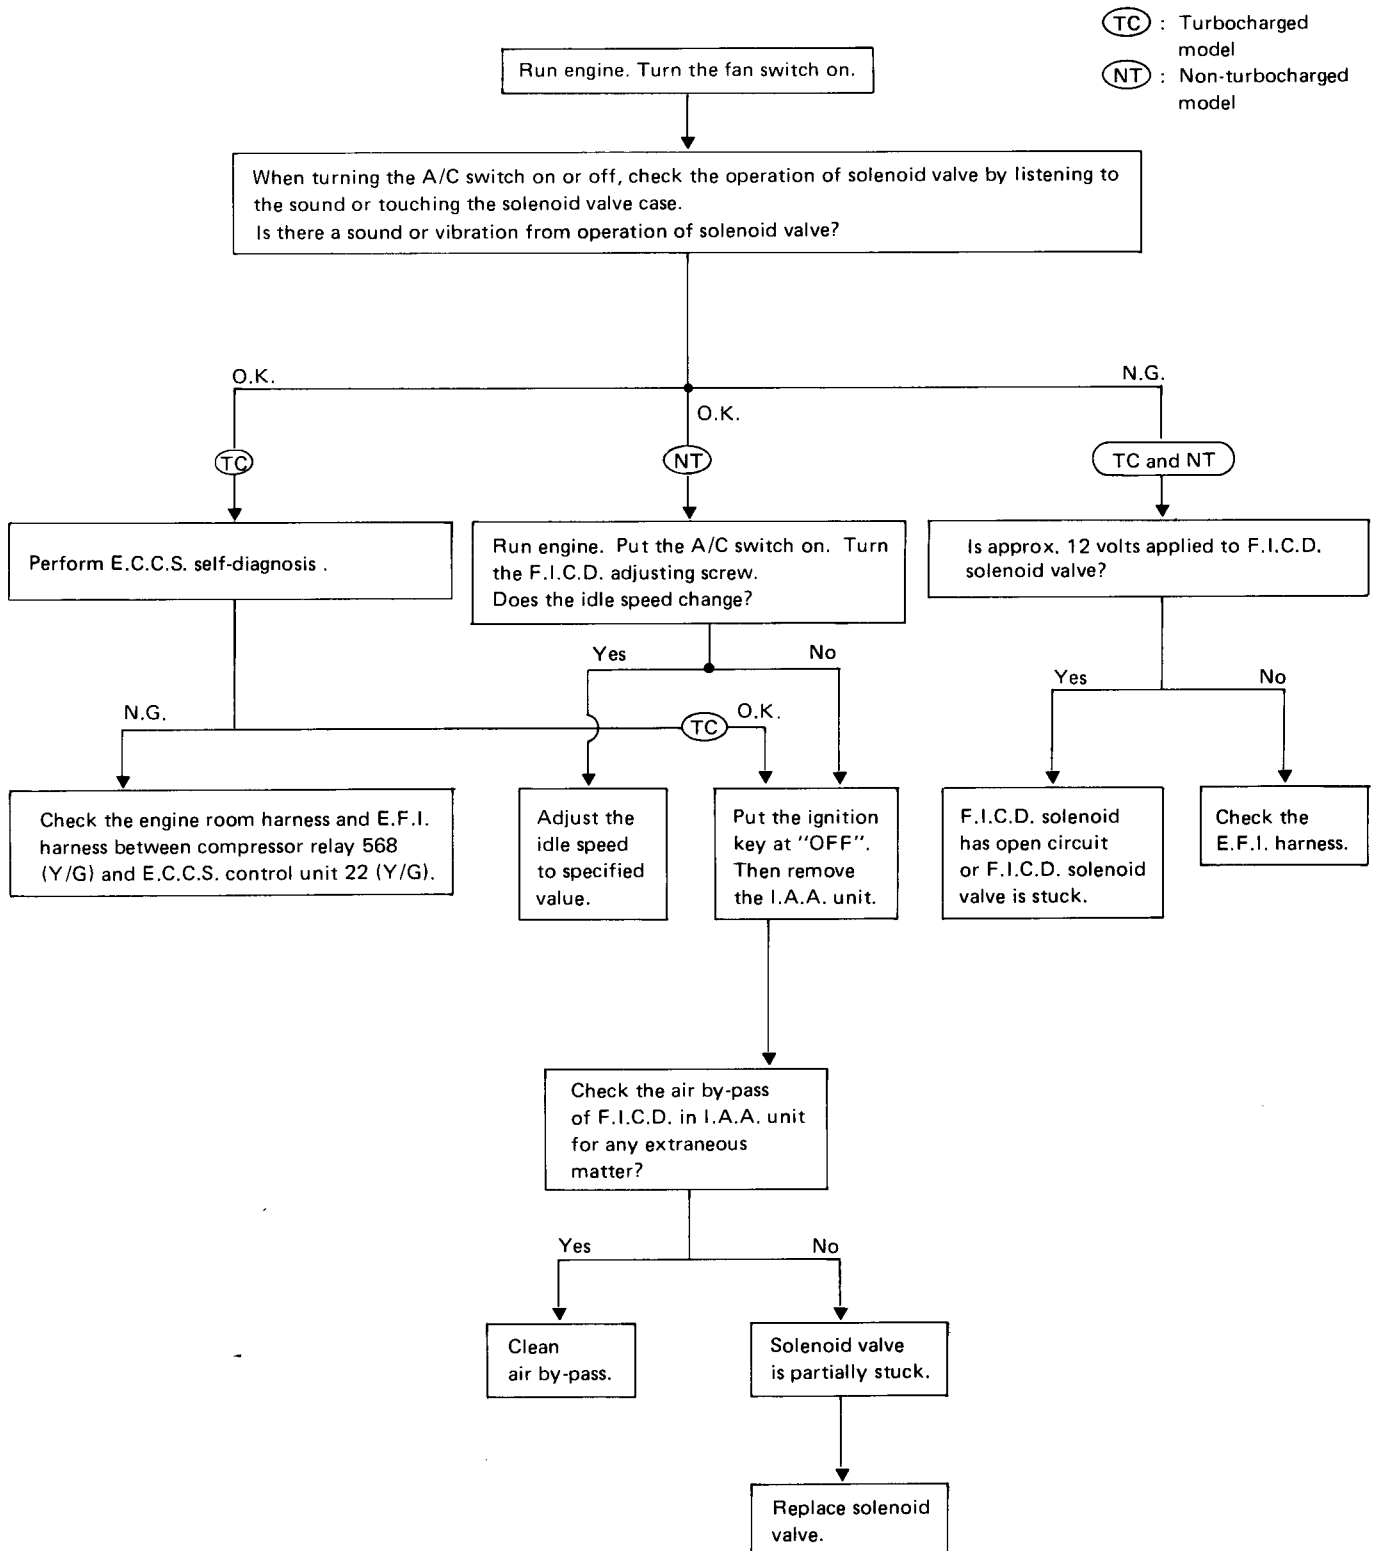 TC : Turbocharged
model
NT : Non-turbocharged
model
Run engine. Turn the fan switch on.
When turning the A/C switch on or off, check the operation of solenoid valve by listening to
the sound or touching the solenoid valve case.
Is there a sound or vibration from operation of solenoid valve?
O.K.
O.K.
N.G.
TC
NT
TC and NT
Perform E.C.C.S. self-diagnosis .
Run engine. Put the A/C switch on. Turn
the F.I.C.D. adjusting screw.
Does the idle speed change?
Is approx. 12 volts applied to F.I.C.D.
solenoid valve?
Yes
No
Yes
No
N.G.
TC
O.K.
Check the engine room harness and E.F.I.
harness between compressor relay 568
(Y/G) and E.C.C.S. control unit 22 (Y/G).
Adjust the
idle speed
to specified
value.
Put the ignition
key at "OFF".
Then remove
the I.A.A. unit.
F.I.C.D. solenoid
has open circuit
or F.I.C.D. solenoid
valve is stuck.
Check the
E.F.I. harness.
Check the air by-pass
of F.I.C.D. in I.A.A. unit
for any extraneous
matter?
Yes
No
Clean
air by-pass.
Solenoid valve
is partially stuck.
Replace solenoid
valve.